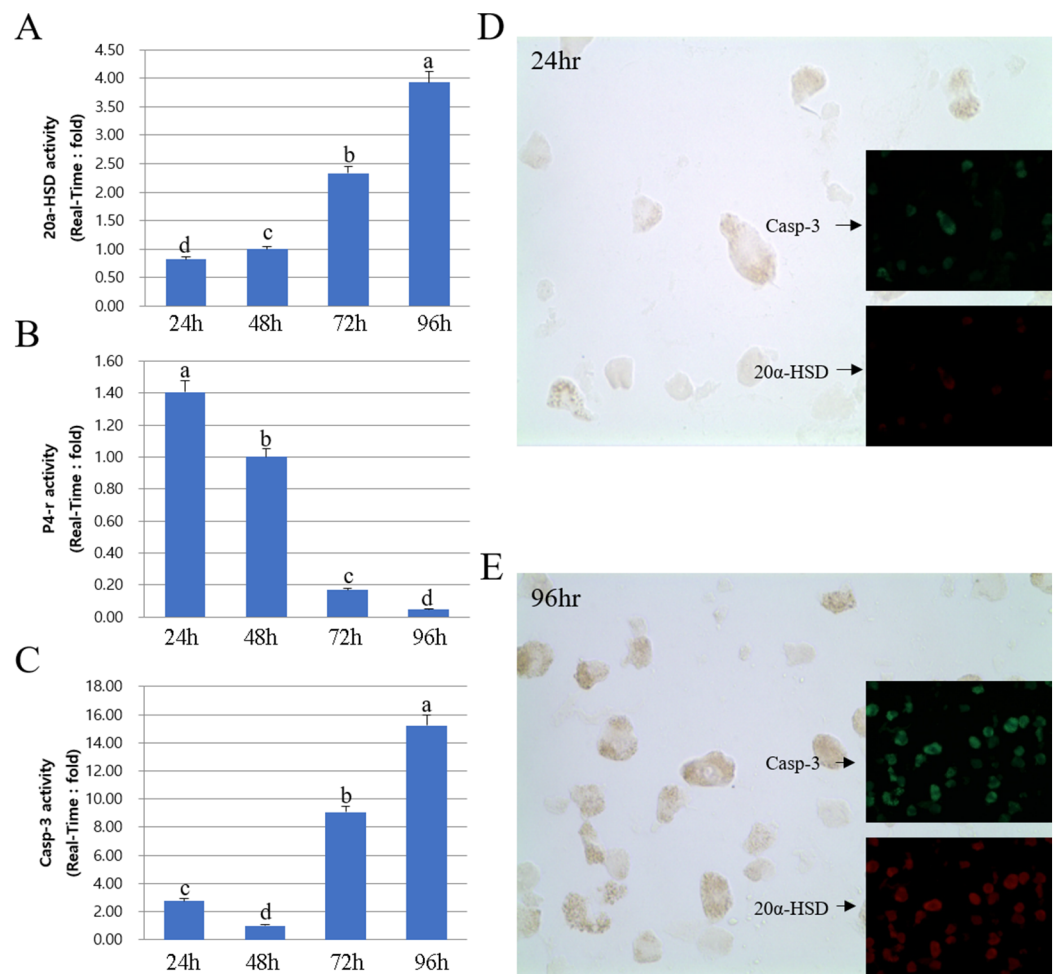 A
20a-HSD activity
(Real-Time : fold)
4.50
4.00
3.50
3.00
2.50
2.00
1.50
1.00
0.50
0.00
d
c
b
a
24h
48h
72h
96h
B
P4-r activity
(Real-Time : fold)
1.60
1.40
1.20
1.00
0.80
0.60
0.40
0.20
0.00
a
b
c
d
24h
48h
72h
96h
C
Casp-3 activity
(Real-Time : fold)
18.00
16.00
14.00
12.00
10.00
8.00
6.00
4.00
2.00
0.00
c
d
b
a
24h
48h
72h
96h
D
24hr
Casp-3
20α-HSD
E
96hr
Casp-3
20α-HSD